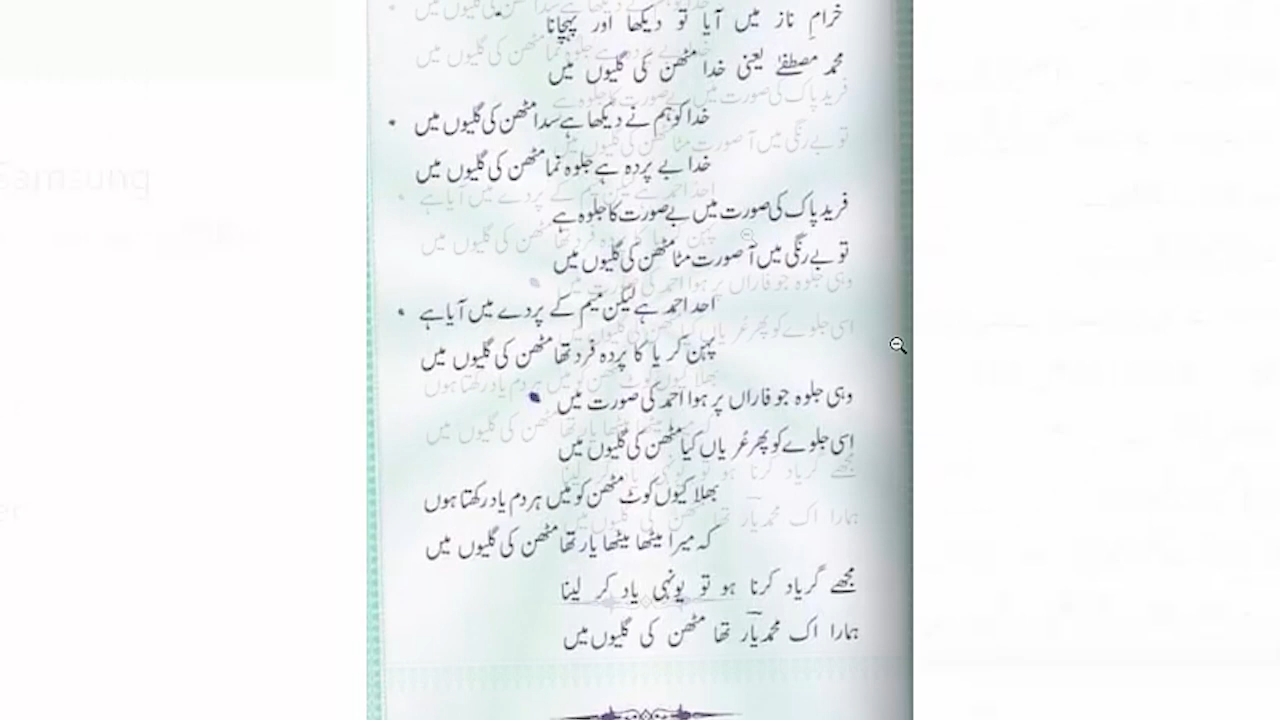 خرامِ ناز میں آیا تو دیکھا اور پہچانا
محمد مصطفےٰ یعنی خدا مٹھن کی گلیوں میں
خدا کو ہم نے دیکھا ہے سدا مٹھن کی گلیوں میں
خدا بے پردہ ہے جلوہ نما مٹھن کی گلیوں میں
فرید پاک کی صورت میں بے صورت کا جلوہ ہے
تو بے رنگی میں آ صورت مٹا مٹھن کی گلیوں میں
احد احمد ہے لیکن میم کے پردے میں آیا ہے
پہن کر یا کا پردہ فرد تھا مٹھن کی گلیوں میں
وہی جلوہ جو فاراں پر ہوا احمد کی صورت میں
اسی جلوے کو پھر عُریاں کیا مٹھن کی گلیوں میں
بھلا کیوں کوٹ مٹھن کو میں ہر دم یاد رکھتا ہوں
کہ میرا میٹھا میٹھا یار تھا مٹھن کی گلیوں میں
مجھے گر یاد کرنا ہو تو یونہی یاد کر لینا
ہمارا اک محمد یار تھا مٹھن کی گلیوں میں